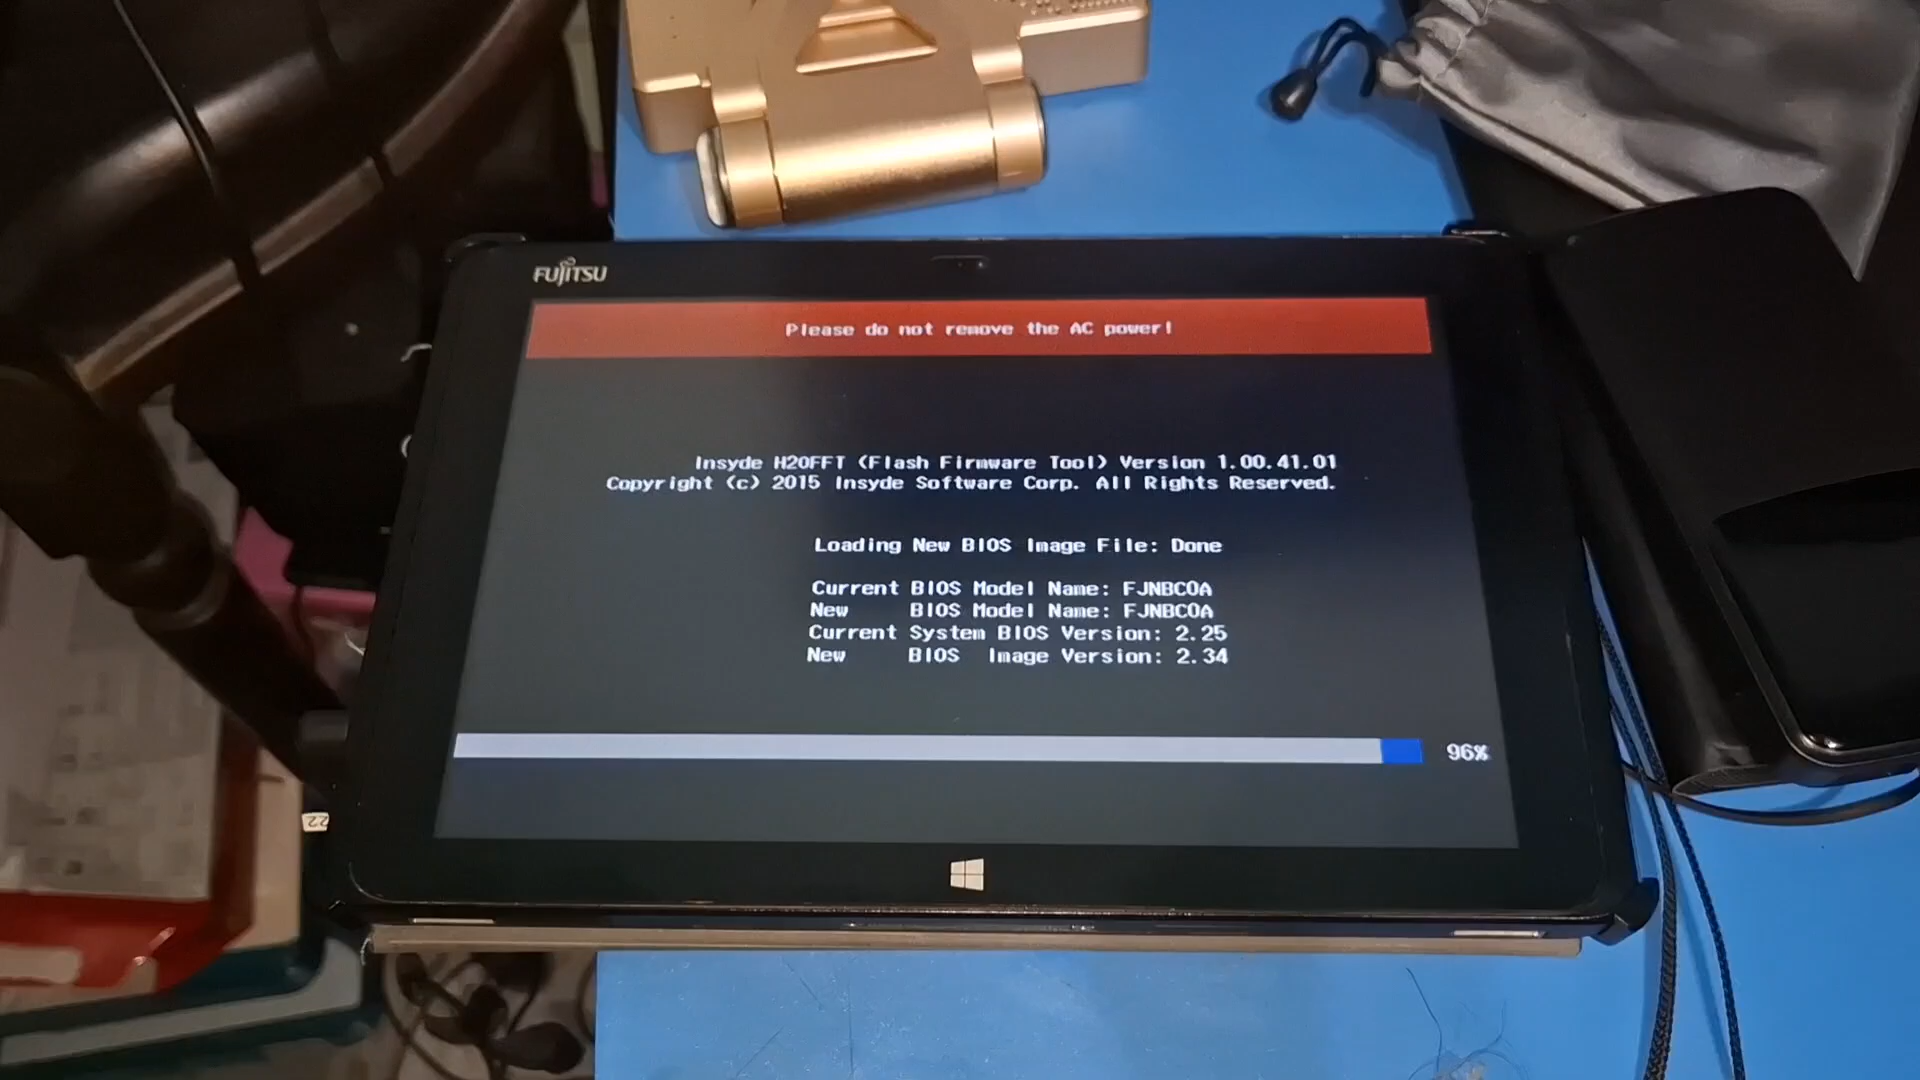 FUJITSU
Please do not remove the AC power!
Insyde H2OFFT (Flash Firmware Tool) Version 1.00.41.01
Copyright (c) 2015 Insyde Software Corp. All Rights Reserved.
Loading New BIOS Image File: Done
Current BIOS Model Name: FJNBC0A
New BIOS Model Name: FJNBC0A
Current System BIOS Version: 2.25
New BIOS Image Version: 2.34
96%
22